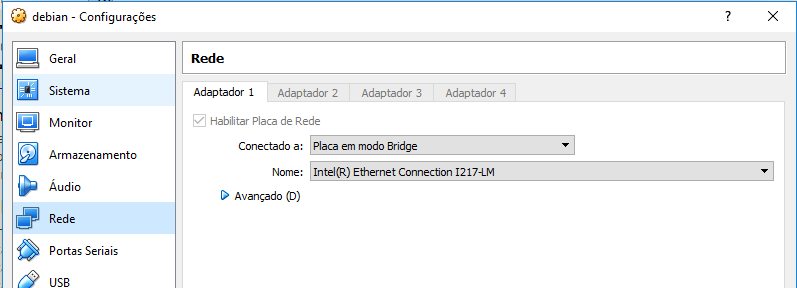 debian - Configurações
?
Geral
Sistema
Monitor
Armazenamento
Áudio
Rede
Portas Seriais
USB
Rede
Adaptador 1
Adaptador 2
Adaptador 3
Adaptador 4
Habilitar Placa de Rede
Conectado a:
Placa em modo Bridge
Nome:
Intel(R) Ethernet Connection I217-LM
Avançado (D)